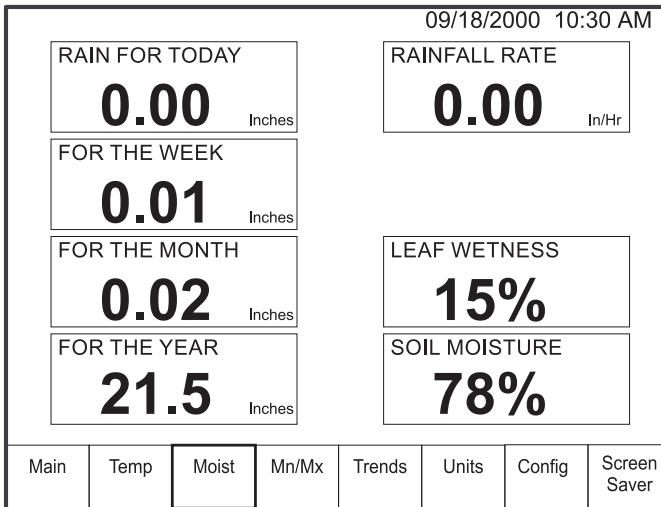 09/18/2000 10:30 AM
RAIN FOR TODAY
0.00 Inches
RAINFALL RATE
0.00 In/Hr
FOR THE WEEK
0.01 Inches
FOR THE MONTH
0.02 Inches
LEAF WETNESS
15%
FOR THE YEAR
21.5 Inches
SOIL MOISTURE
78%
Main Temp Moist Mn/Mx Trends Units Config Screen
Saver